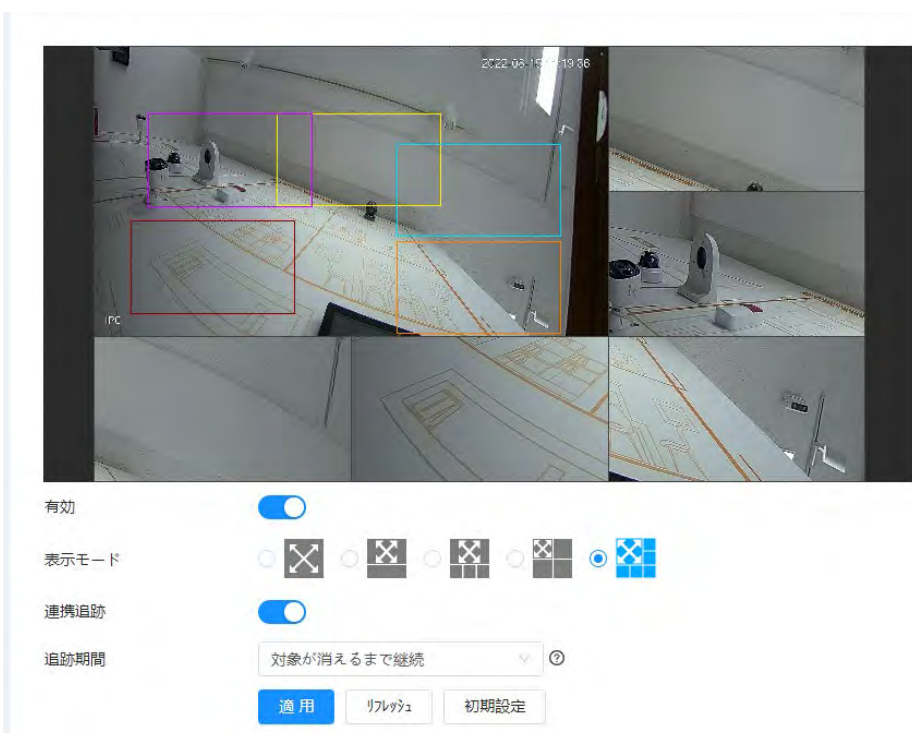 IPC
有効
表示モード
連携追跡
追跡期間
対象が消えるまで継続
適用
リフレッシュ
初期設定